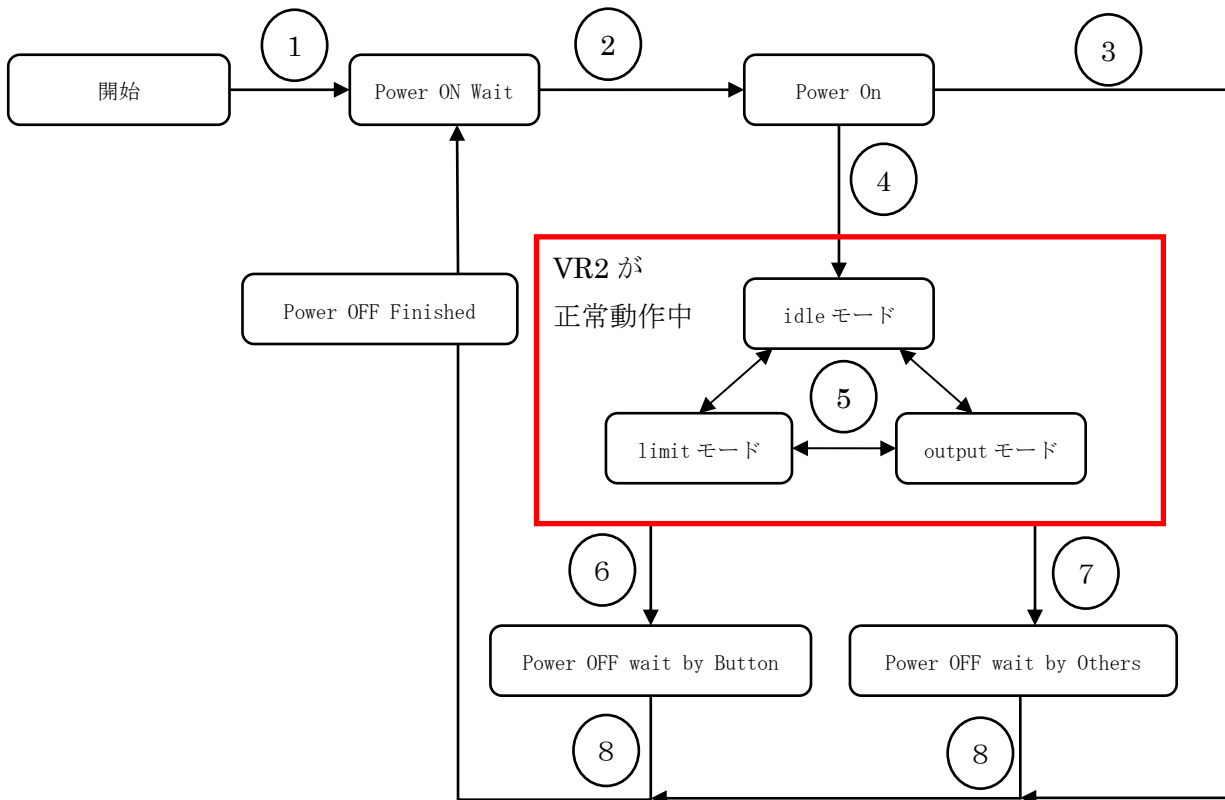 1
2
3
開始
Power ON Wait
Power On
4
VR2 が
正常動作中
Power OFF Finished
idle モード
5
limit モード
output モード
6
7
Power OFF wait by Button
Power OFF wait by Others
8
8